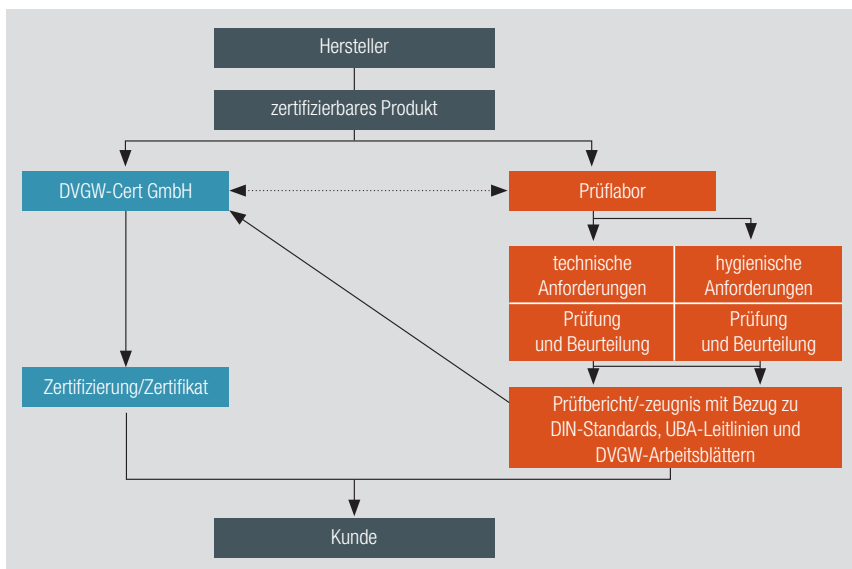 Hersteller
zertifizierbares Produkt
DVGW-Cert GmbH
Prüflabor
technische
Anforderungen
hygienische
Anforderungen
Prüfung
und Beurteilung
Prüfung
und Beurteilung
Zertifizierung/Zertifikat
Prüfbericht/-zeugnis mit Bezug zu
DIN-Standards, UBA-Leitlinien und
DVGW-Arbeitsblättern
Kunde